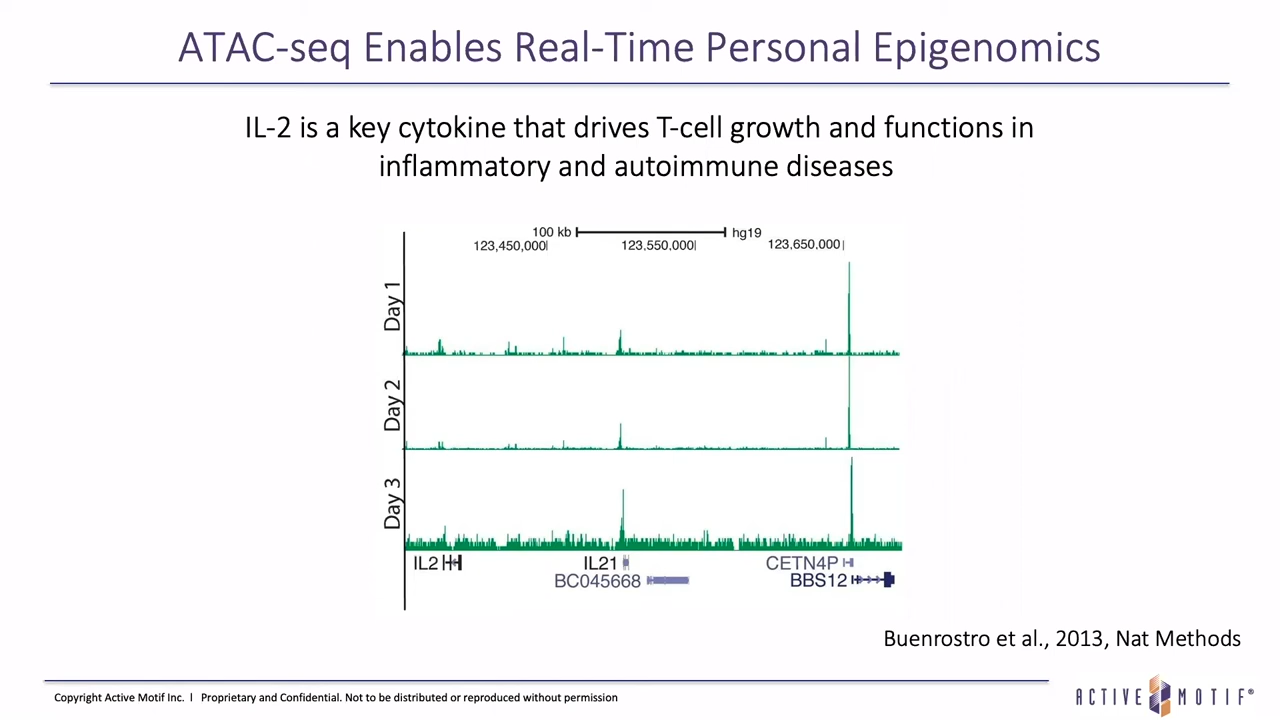 ATAC-seq Enables Real-Time Personal Epigenomics
IL-2 is a key cytokine that drives T-cell growth and functions in
inflammatory and autoimmune diseases
100 kb hg19
123,450,000 123,550,000 123,650,000
Day 1
Day 2
Day 3
IL2 IL21 CETN4P
BC045668 BBS12
Buenrostro et al., 2013, Nat Methods
Copyright Active Motif Inc. I Proprietary and Confidential. Not to be distributed or reproduced without permission
ACTIVE MOTIF®